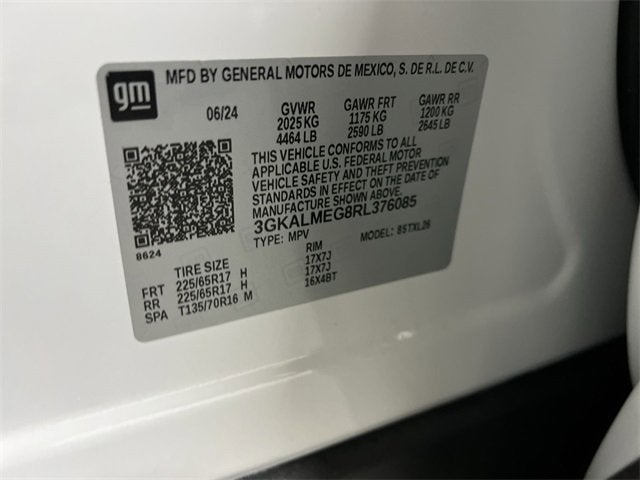 gm
MFD BY GENERAL MOTORS DE MEXICO, S. DE R.L. DE C.V.
06/24 GVWR GAWR FRT GAWR RR
2025 KG 1175 KG 1200 KG
4464 LB 2590 LB 2645 LB
THIS VEHICLE CONFORMS TO ALL
APPLICABLE U.S. FEDERAL MOTOR
VEHICLE SAFETY AND THEFT PREVENTION
STANDARDS IN EFFECT ON THE DATE OF
MANUFACTURE SHOWN ABOVE.
3GKALMEG8RL376085
TYPE: MPV MODEL: 85TXL26
8624
TIRE SIZE RIM
FRT 225/65R17 H 17X7J
RR 225/65R17 H 17X7J
SPA T135/70R16 M 16X4BT